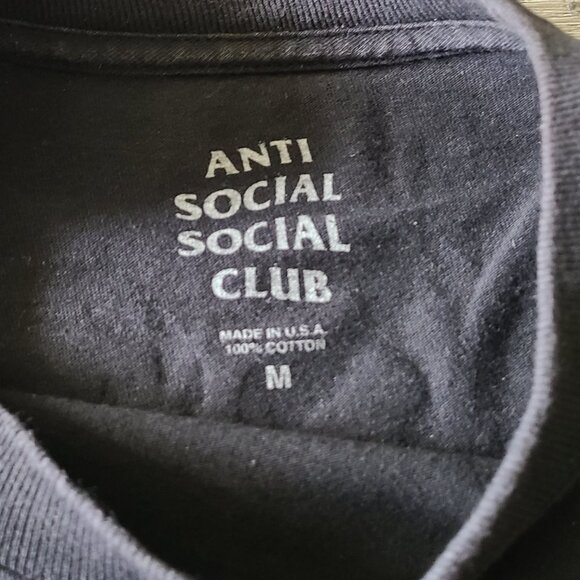 ANTI
SOCIAL
SOCIAL
CLUB
MADE IN U.S.A.
100% COTTON
M